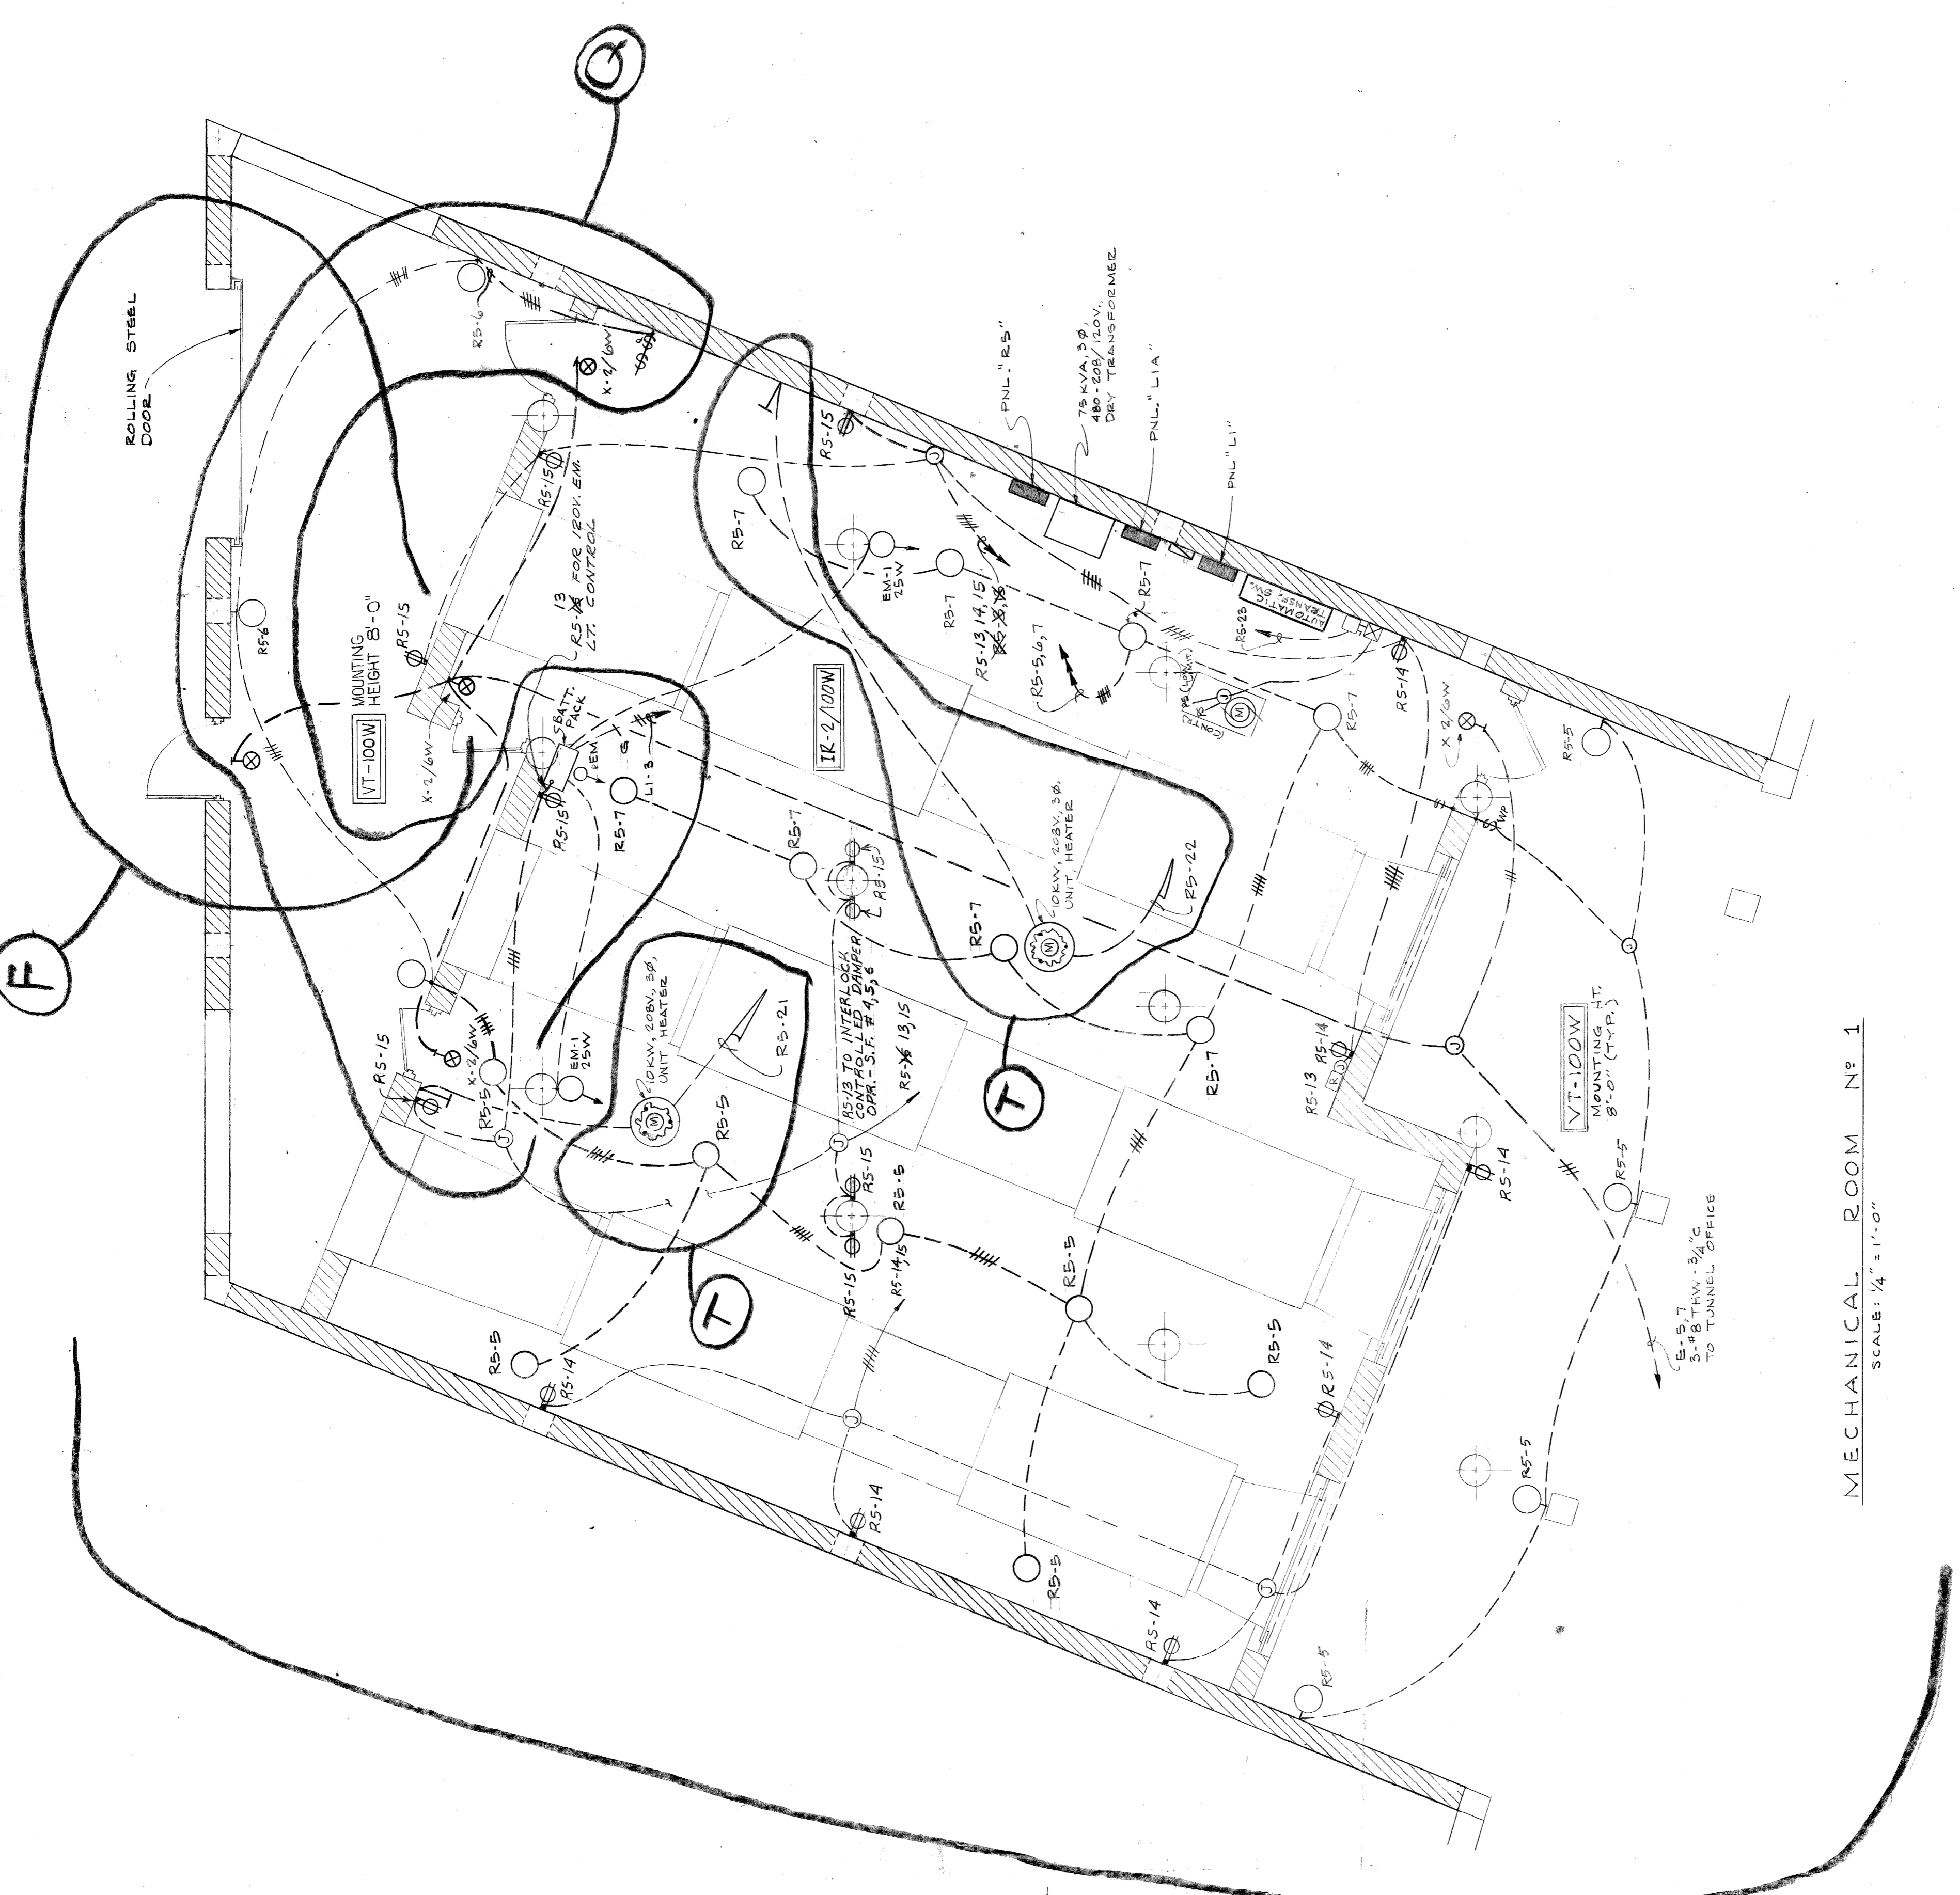 Q
ROLLING STEEL
DOOR
R5-6
X-2/6W
R5-15
PNL. "R5"
75 KVA, 3Ø,
480-208/120V.,
DRY TRANSFORMER
PNL. "L1A"
PNL. "L1"
AUTOMATIC
TRANSF. SW.
R5-6
VT-100W
MOUNTING
HEIGHT 8'-0"
R5-15
R5-15
13
R5-16 FOR 120V. EM.
LT. CONTROL
R5-7
EM-1
25W
R5-7
R5-13,14,15
R5-5,6,7
R5-7
R5-23
R5-14
X-2/6W
BATT.
PACK
PEM
R5-15
R5-7
L1-3
X 2/6W.
R5-7
R5-5
IR-2/100W
R5-7
R5-15
R5-7
10KW, 208V., 3Ø,
UNIT HEATER
R5-22
WP
F
R5-15
X-2/6W
R5-5
EM-1
25W
10KW, 208V., 3Ø,
UNIT HEATER
R5-21
R5-5
R5-13 TO INTERLOCK
CONTROLLED DAMPER
OPR.- S.F. # 4,5,6
R5-16 13,15
R5-7
R5-13
R5-14
T
T
VT-100W
MOUNTING HT.
8'-0" (TYP.)
R5-5
R5-14
R5-15
R5-5
R5-15
R5-14,15
R5-5
R5-5
R5-14
R5-5
R5-14
R5-14
R5-5
R5-14
R5-5
R5-5
E-5,7
3-#8 THW-3/4"C
TO TUNNEL OFFICE
MECHANICAL ROOM Nº 1
SCALE: 1/4" = 1'-0"